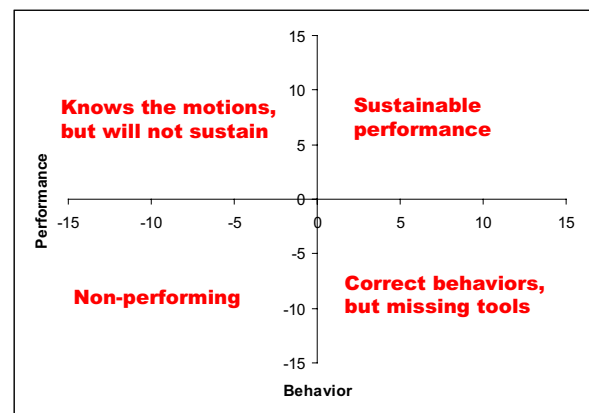 15
10
Knows the motions,
but will not sustain
Sustainable
performance
5
0
-15
-10
-5
0
5
10
15
Performance
-5
Non-performing
Correct behaviors,
but missing tools
-10
-15
Behavior